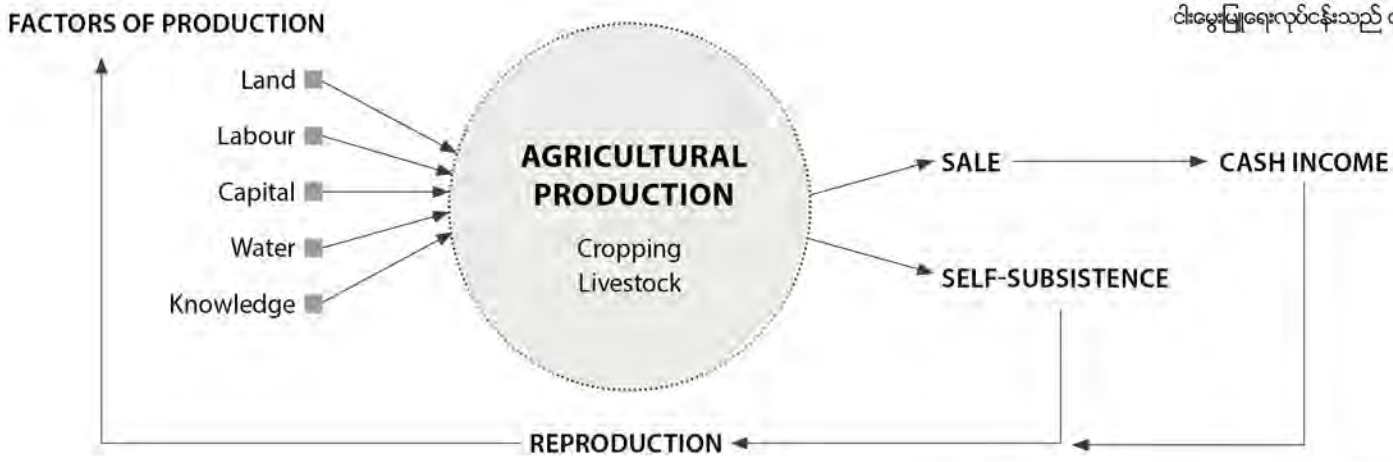 FACTORS OF PRODUCTION
ငါးမွေးမြူရေးလုပ်ငန်းသည်
Land
Labour
Capital
Water
Knowledge
AGRICULTURAL
PRODUCTION
Cropping
Livestock
SALE
CASH INCOME
SELF-SUBSISTENCE
REPRODUCTION